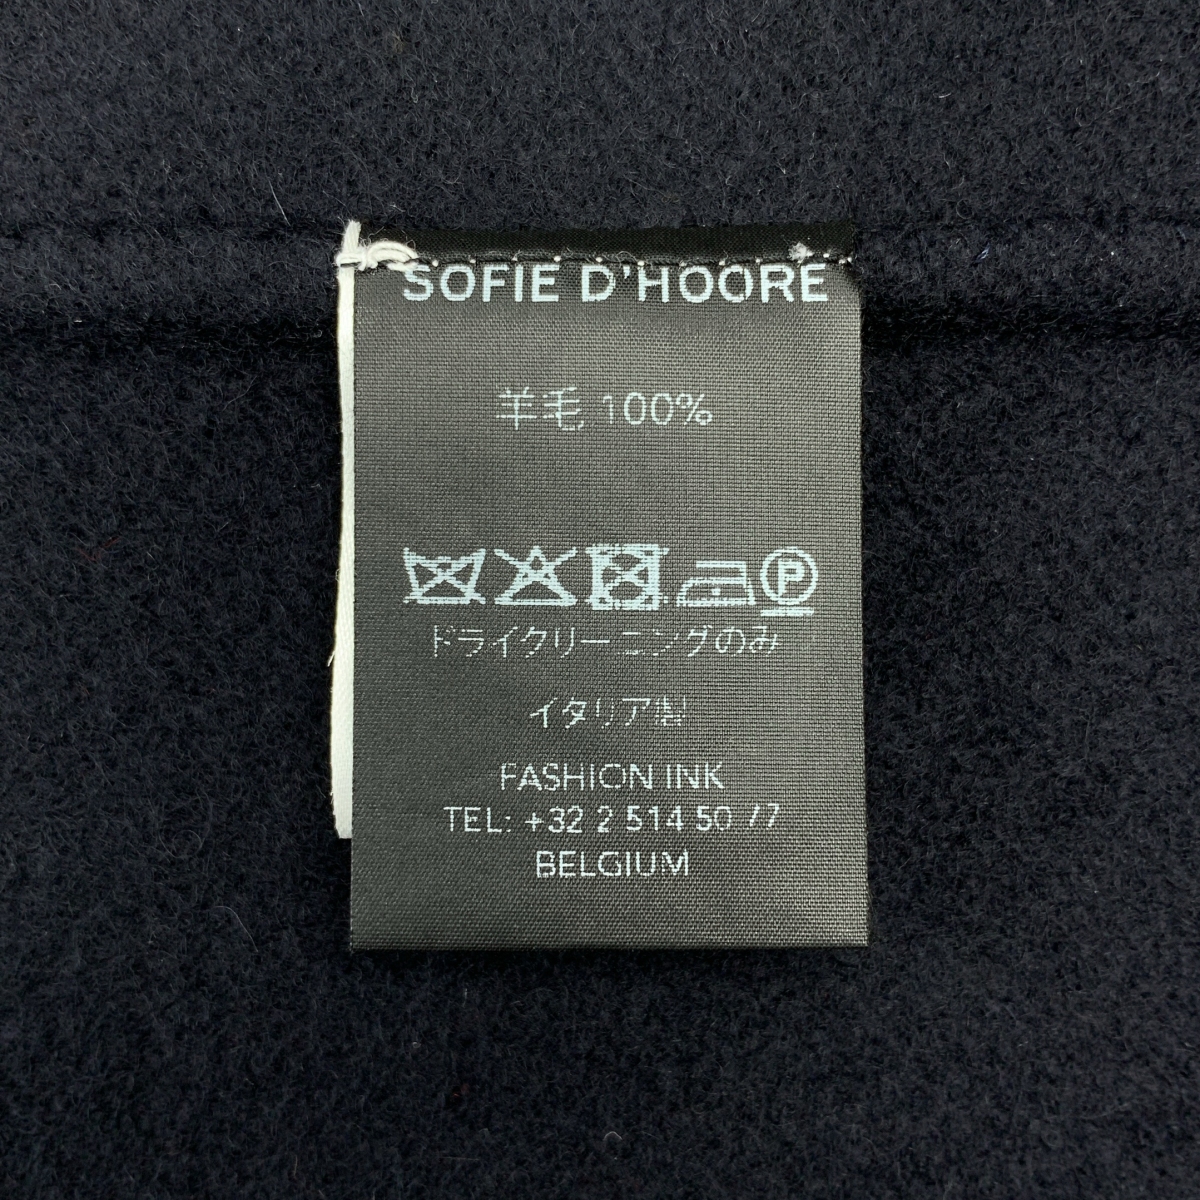 SOFIE D'HOORE
羊毛 100%
P
ドライクリーニングのみ
イタリア製
FASHION INK
TEL: +32 2 514 50 77
BELGIUM